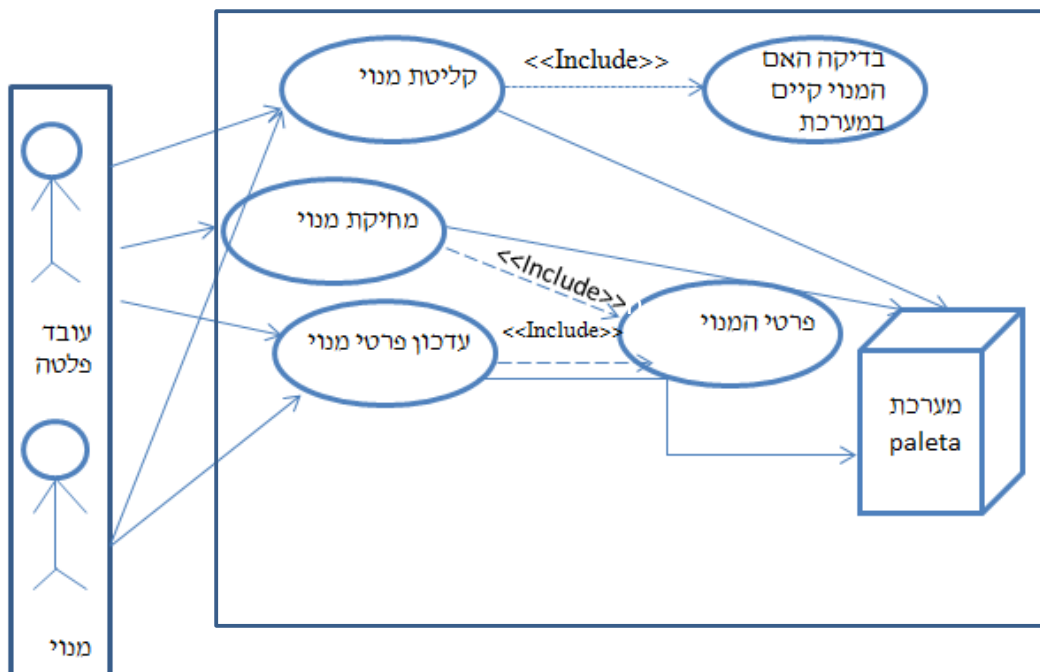 קליטת מנוי
<<Include>>
בדיקה האם
המנוי קיים
במערכת
מחיקת מנוי
<<Include>>
עדכון פרטי מנוי
<<Include>>
פרטי המנוי
מערכת
paleta
עובד
פלטה
מנוי